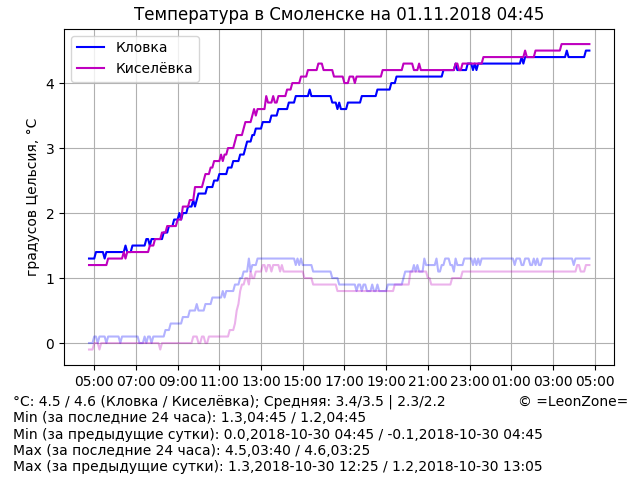 Температура в Смоленске на 01.11.2018 04:45
Кловка
Киселёвка
градусов Цельсия, °C
4
3
2
1
0
05:00 07:00 09:00 11:00 13:00 15:00 17:00 19:00 21:00 23:00 01:00 03:00 05:00
°C: 4.5 / 4.6 (Кловка / Киселёвка); Средняя: 3.4/3.5 | 2.3/2.2 © =LeonZone=
Min (за последние 24 часа): 1.3,04:45 / 1.2,04:45
Min (за предыдущие сутки): 0.0,2018-10-30 04:45 / -0.1,2018-10-30 04:45
Max (за последние 24 часа): 4.5,03:40 / 4.6,03:25
Max (за предыдущие сутки): 1.3,2018-10-30 12:25 / 1.2,2018-10-30 13:05